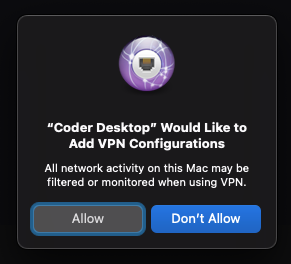 “Coder Desktop” Would Like to
Add VPN Configurations
All network activity on this Mac may be
filtered or monitored when using VPN.
Allow
Don’t Allow